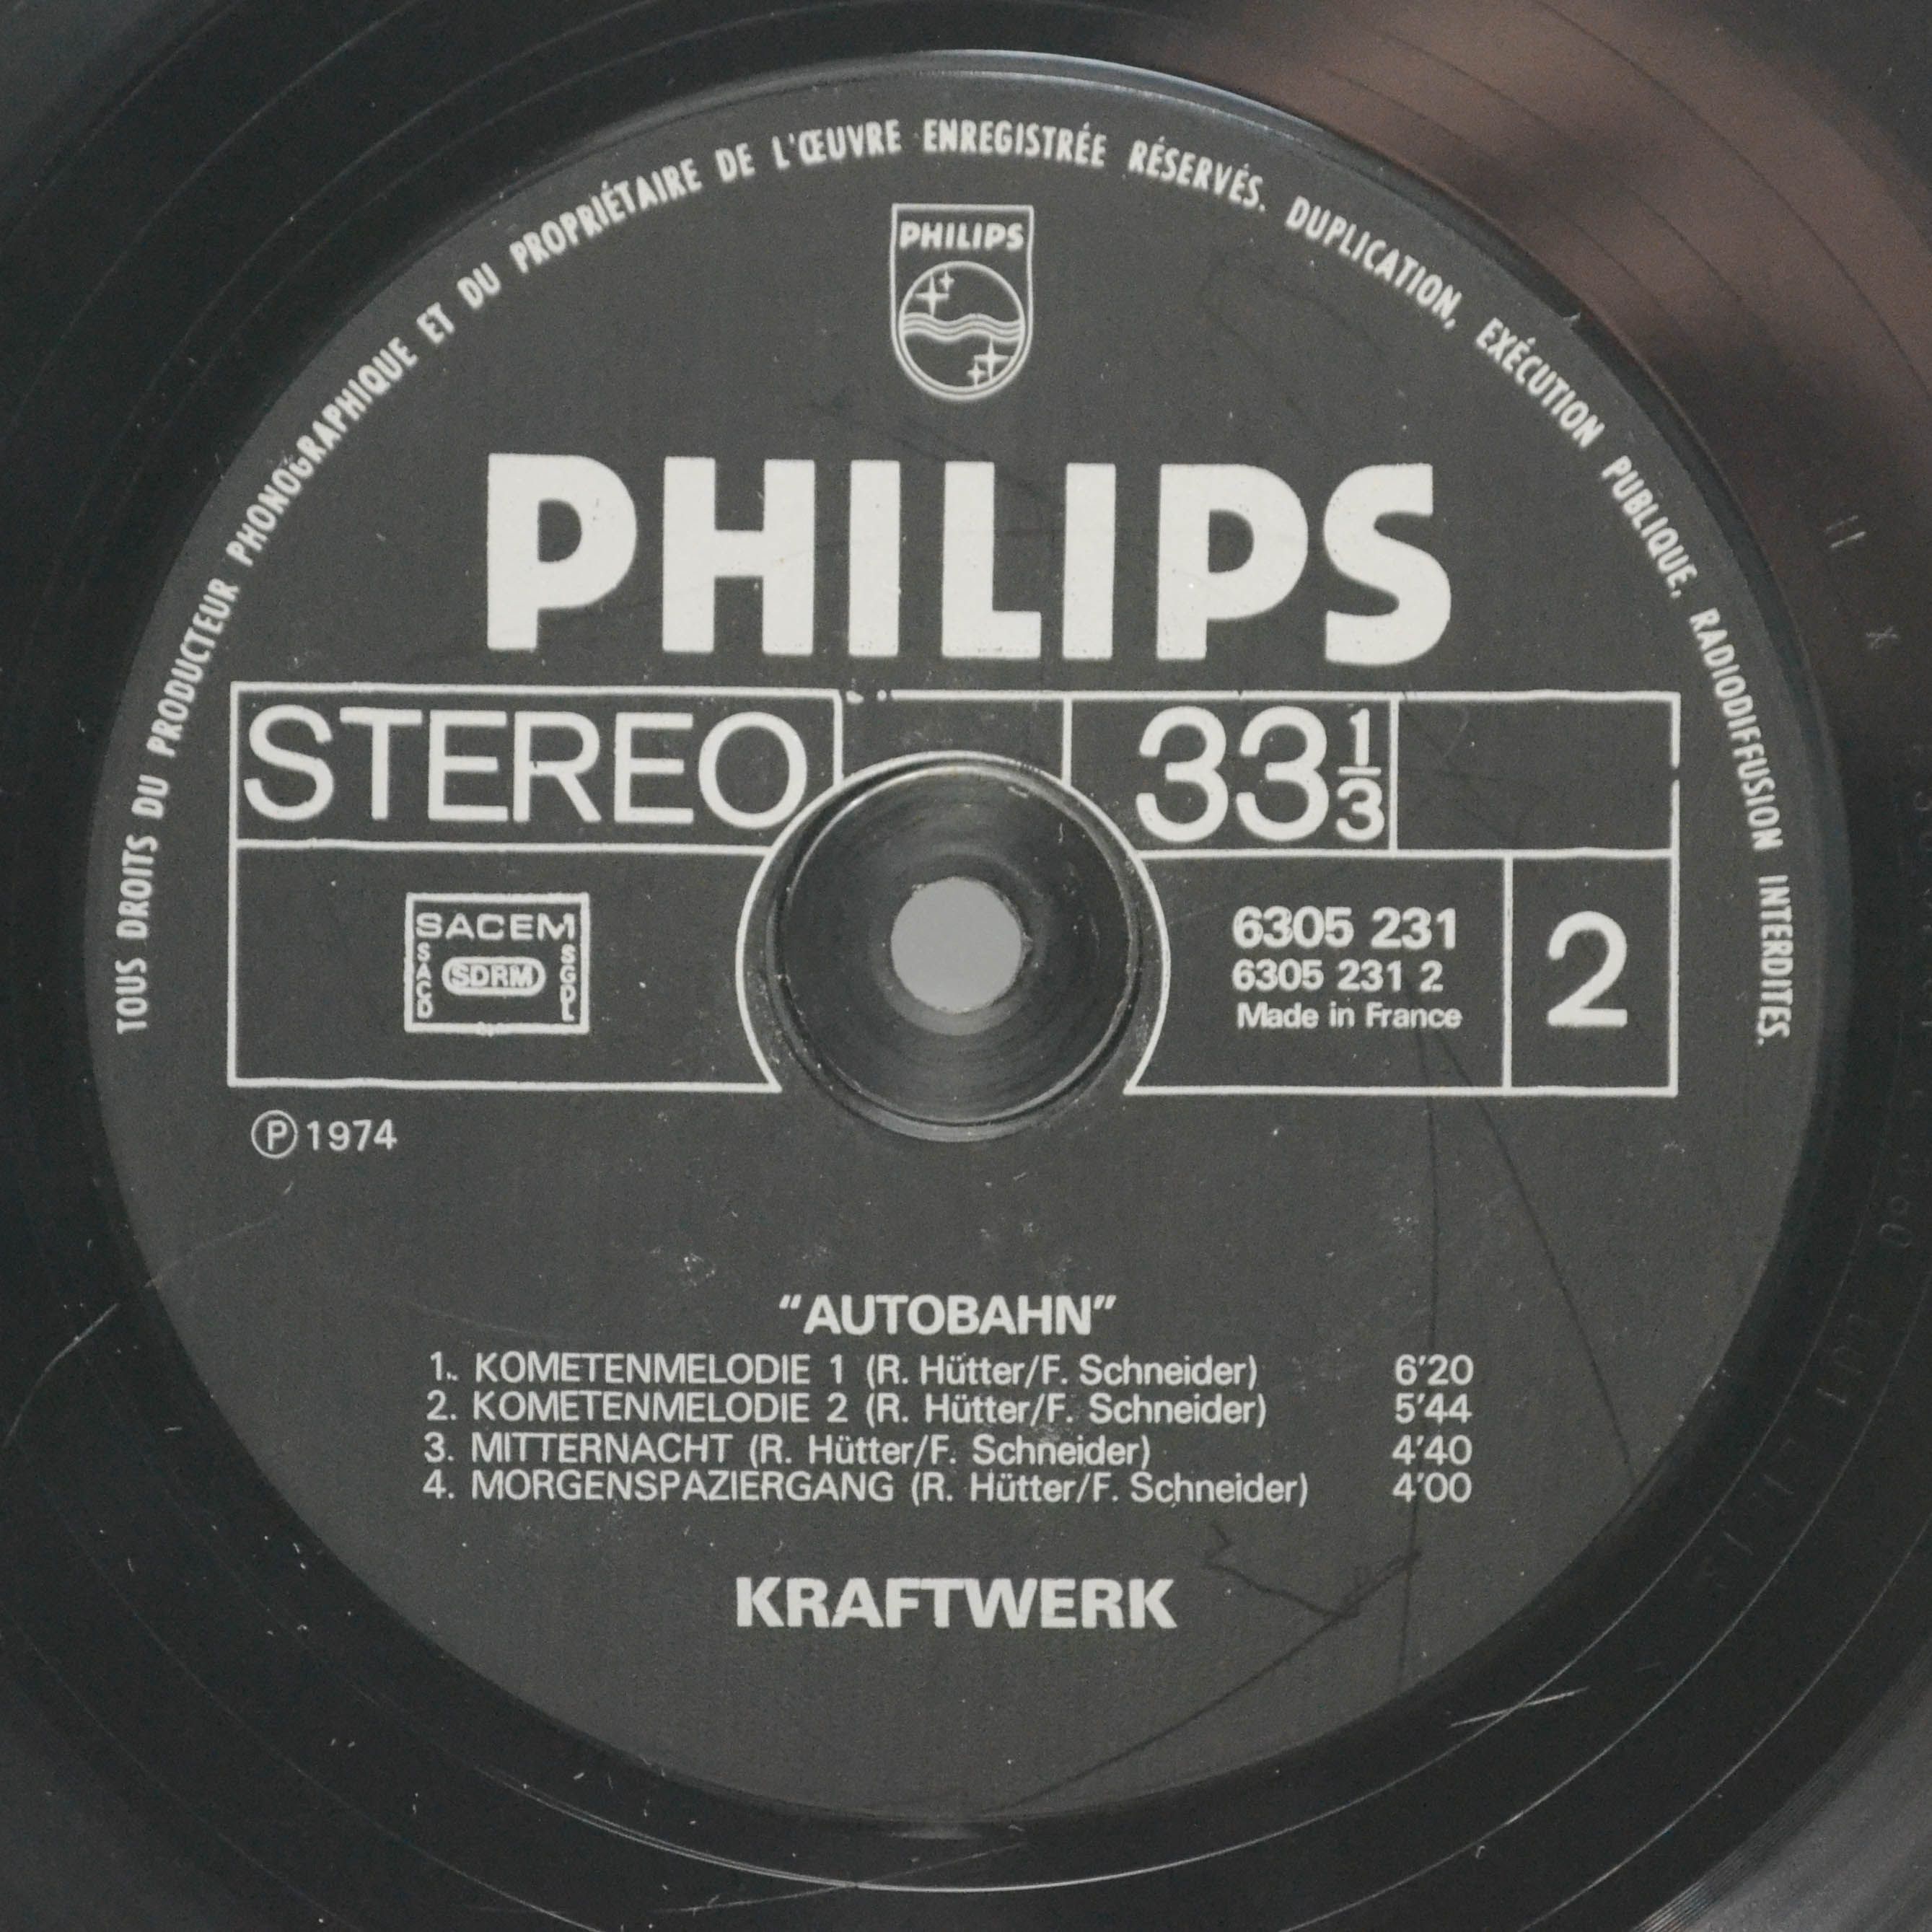 TOUS DROITS DU PRODUCTEUR PHONOGRAPHIQUE ET DU PROPRIÉTAIRE DE L'ŒUVRE ENREGISTRÉE RÉSERVÉS. DUPLICATION, EXÉCUTION PUBLIQUE, RADIODIFFUSION INTERDITES.
PHILIPS
PHILIPS
STEREO
33 1/3
SACEM
SACD
SDRM
SGDL
6305 231
6305 231 2
Made in France
2
Ⓟ1974
“AUTOBAHN”
1. KOMETENMELODIE 1 (R. Hütter/F. Schneider) 6'20
2. KOMETENMELODIE 2 (R. Hütter/F. Schneider) 5'44
3. MITTERNACHT (R. Hütter/F. Schneider) 4'40
4. MORGENSPAZIERGANG (R. Hütter/F. Schneider) 4'00
KRAFTWERK